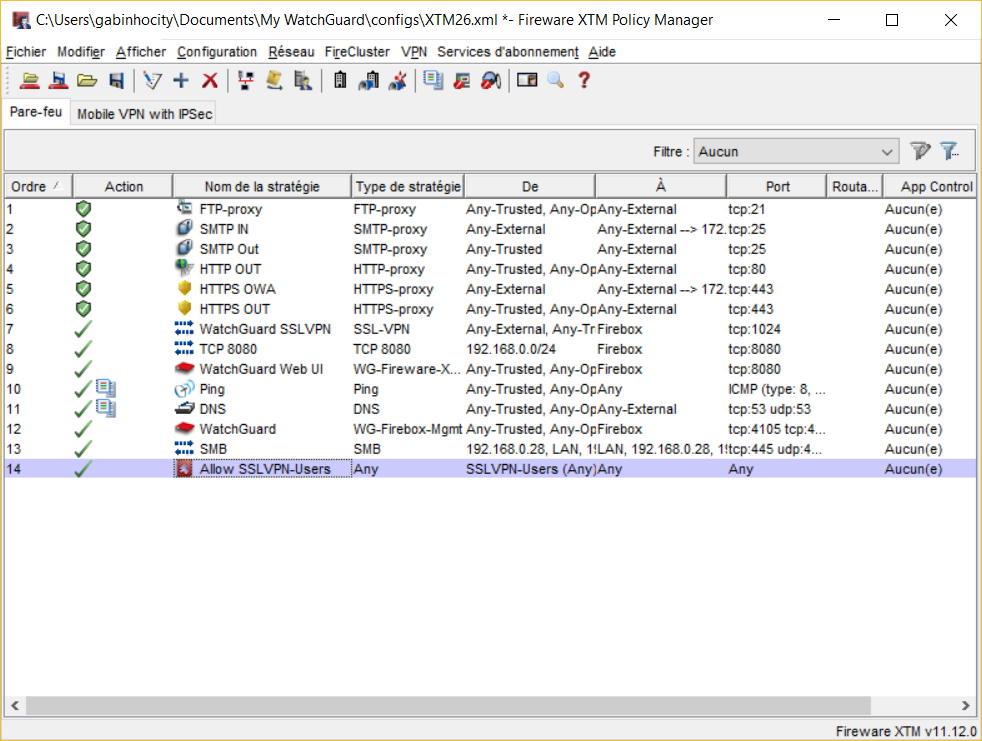 C:\Users\gabinhocity\Documents\My WatchGuard\configs\XTM26.xml *- Fireware XTM Policy Manager
Fichier Modifier Afficher Configuration Réseau FireCluster VPN Services d'abonnement Aide
Pare-feu Mobile VPN with IPSec
Filtre : Aucun
Ordre Action Nom de la stratégie Type de stratégie De À Port Routa... App Control
1 FTP-proxy FTP-proxy Any-Trusted, Any-Op Any-External tcp:21 Aucun(e)
2 SMTP IN SMTP-proxy Any-External Any-External --> 172. tcp:25 Aucun(e)
3 SMTP Out SMTP-proxy Any-Trusted Any-External tcp:25 Aucun(e)
4 HTTP OUT HTTP-proxy Any-Trusted, Any-Op Any-External tcp:80 Aucun(e)
5 HTTPS OWA HTTPS-proxy Any-External Any-External --> 172. tcp:443 Aucun(e)
6 HTTPS OUT HTTPS-proxy Any-Trusted, Any-Op Any-External tcp:443 Aucun(e)
7 WatchGuard SSLVPN SSL-VPN Any-External, Any-Tr Firebox tcp:1024 Aucun(e)
8 TCP 8080 TCP 8080 192.168.0.0/24 Firebox tcp:8080 Aucun(e)
9 WatchGuard Web UI WG-Fireware-X... Any-Trusted, Any-Op Firebox tcp:8080 Aucun(e)
10 Ping Ping Any-Trusted, Any-Op Any ICMP (type: 8, ... Aucun(e)
11 DNS DNS Any-Trusted, Any-Op Any-External tcp:53 udp:53 Aucun(e)
12 WatchGuard WG-Firebox-Mgmt Any-Trusted, Any-Op Firebox tcp:4105 tcp:4... Aucun(e)
13 SMB SMB 192.168.0.28, LAN, 1 LAN, 192.168.0.28, 1 tcp:445 udp:4... Aucun(e)
14 Allow SSLVPN-Users Any SSLVPN-Users (Any) Any Any Aucun(e)
Fireware XTM v11.12.0